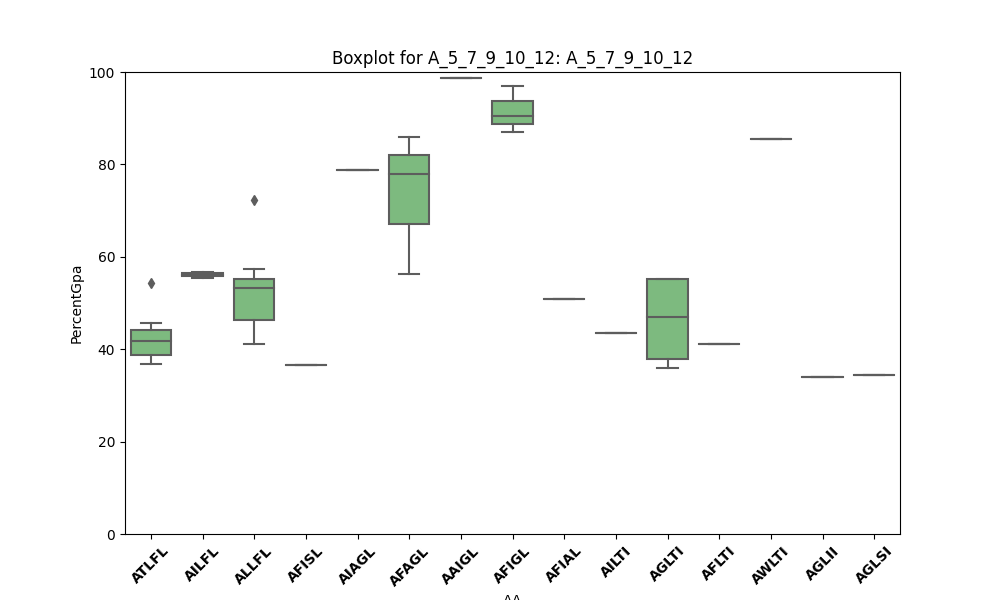 Boxplot for A_5_7_9_10_12: A_5_7_9_10_12
100
80
60
40
20
0
PercentGpa
ATLFL AILFL ALLFL AFISL AIAGL AFAGL AAIGL AFIGL AFIAL AILTI AGLTI AFLTI AWLTI AGLII AGLSI
AA